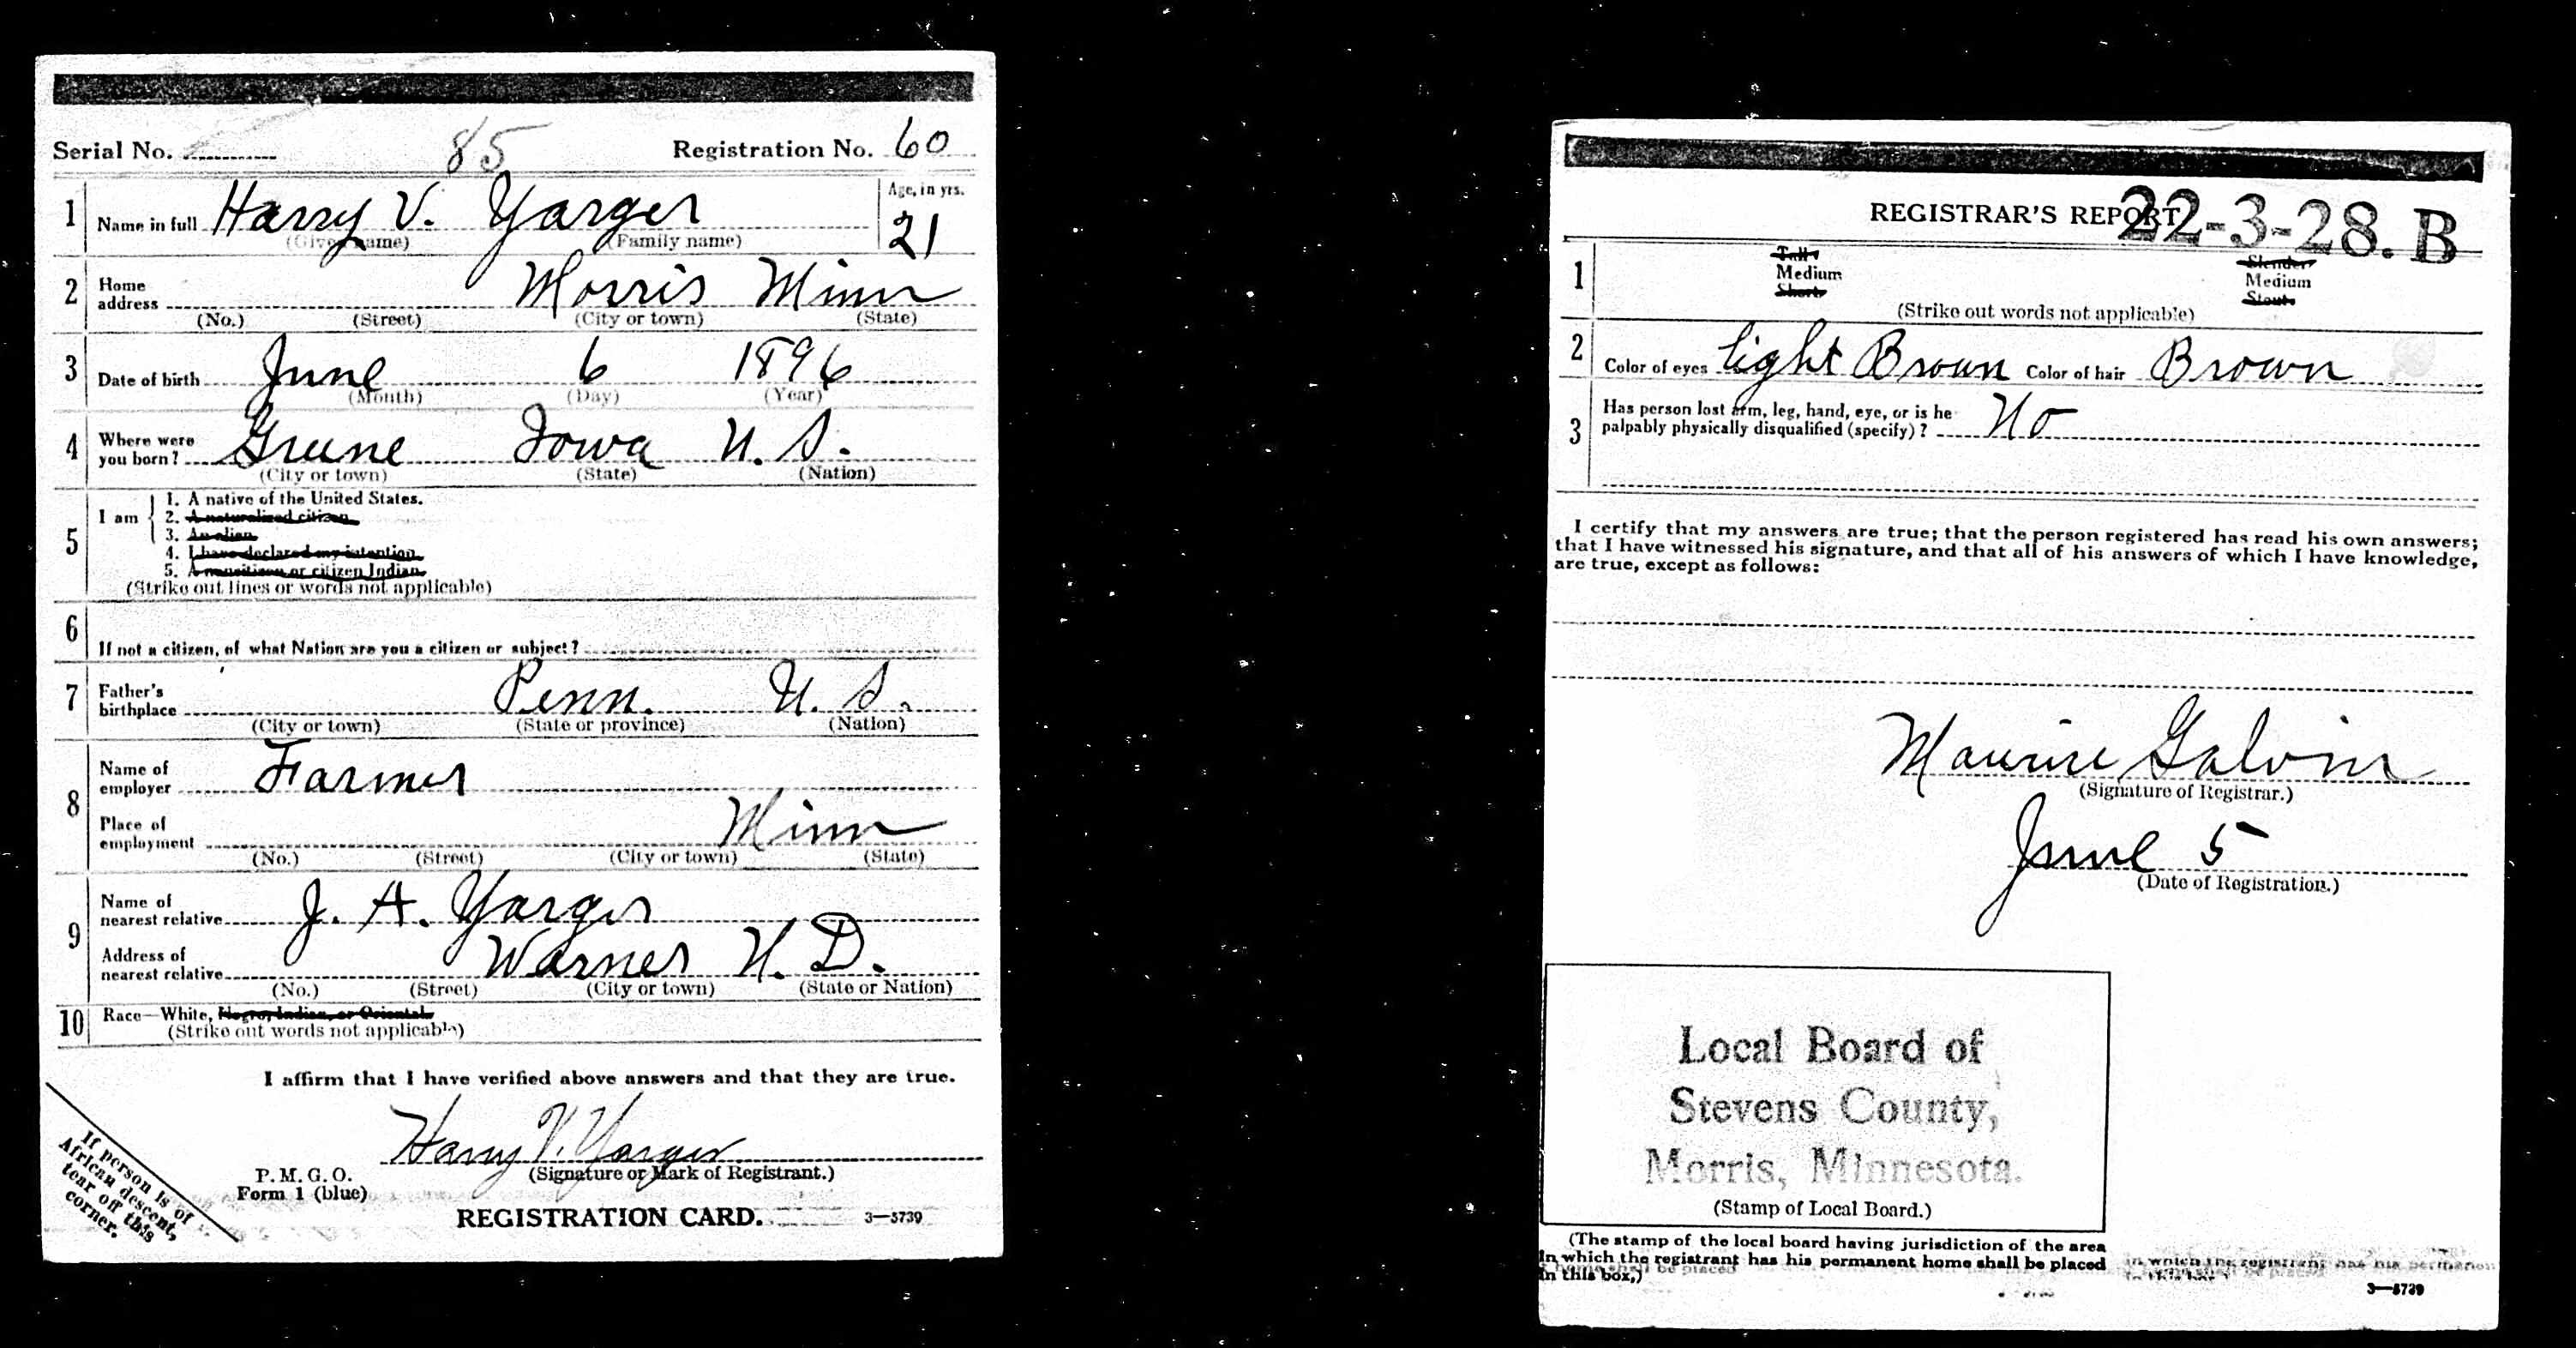 Serial No. 85 Registration No. 60
1 Name in full Harry V. Yarger Age, in yrs. 21
(Given name) (Family name)
2 Home address Morris Minn
(No.) (Street) (City or town) (State)
3 Date of birth June 6 1896
(Month) (Day) (Year)
4 Where were you born? Greene Iowa U. S.
(City or town) (State) (Nation)
5 I am
1. A native of the United States.
2. A naturalized citizen.
3. An alien.
4. I have declared my intention.
5. A noncitizen or citizen Indian.
(Strike out lines or words not applicable)
6 If not a citizen, of what Nation are you a citizen or subject?
7 Father's birthplace Penn. U. S.
(City or town) (State or province) (Nation)
8 Name of employer Farmer
Place of employment Minn
(No.) (Street) (City or town) (State)
9 Name of nearest relative J. A. Yarger
Address of nearest relative Warner N. D.
(No.) (Street) (City or town) (State or Nation)
10 Race—White, Negro, Indian, or Oriental.
(Strike out words not applicable)
I affirm that I have verified above answers and that they are true.
Harry V. Yarger
(Signature or Mark of Registrant.)
P. M. G. O.
Form 1 (blue)
REGISTRATION CARD. 3—5739
If person is of
African descent,
tear off this
corner.
REGISTRAR'S REPORT 22-3-28. B
1 Tall Slender
Medium Medium
Short Stout
(Strike out words not applicable)
2 Color of eyes light Brown Color of hair Brown
3 Has person lost arm, leg, hand, eye, or is he
palpably physically disqualified (specify)? No
I certify that my answers are true; that the person registered has read his own answers;
that I have witnessed his signature, and that all of his answers of which I have knowledge,
are true, except as follows:
Maurice Galvin
(Signature of Registrar.)
June 5
(Date of Registration.)
Local Board of
Stevens County,
Morris, Minnesota.
(Stamp of Local Board.)
(The stamp of the local board having jurisdiction of the area
in which the registrant has his permanent home shall be placed
in this box.)
3—5739